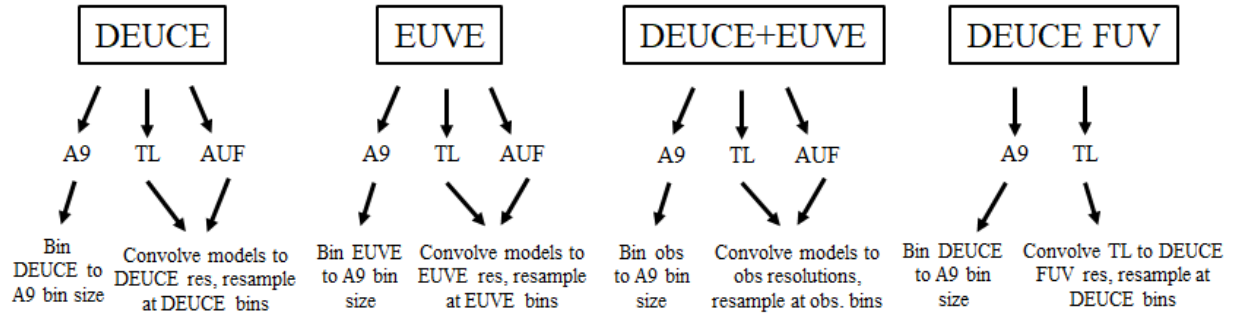 DEUCE
EUVE
DEUCE+EUVE
DEUCE FUV
A9 TL AUF
A9 TL AUF
A9 TL AUF
A9 TL
Bin
DEUCE to
A9 bin size
Convolve models to
DEUCE res, resample
at DEUCE bins
Bin EUVE
to A9 bin
size
Convolve models to
EUVE res, resample
at EUVE bins
Bin obs
to A9 bin
size
Convolve models to
obs resolutions,
resample at obs. bins
Bin DEUCE
to A9 bin
size
Convolve TL to DEUCE
FUV res, resample at
DEUCE bins